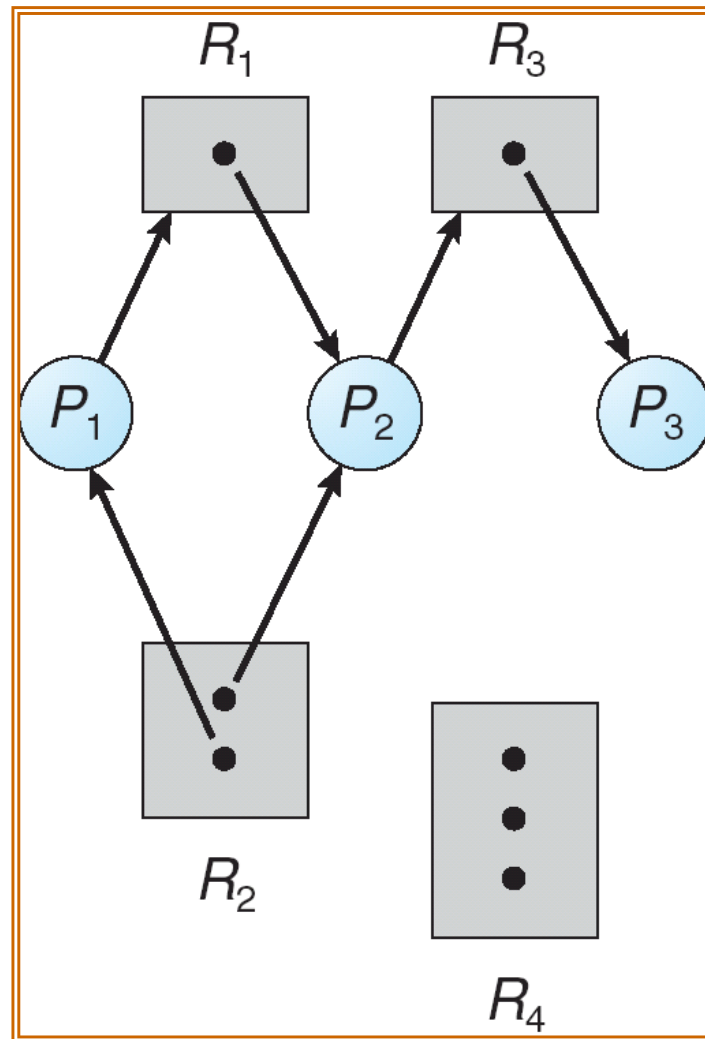 R₁ R₃
P₁ P₂ P₃
R₂
R₄